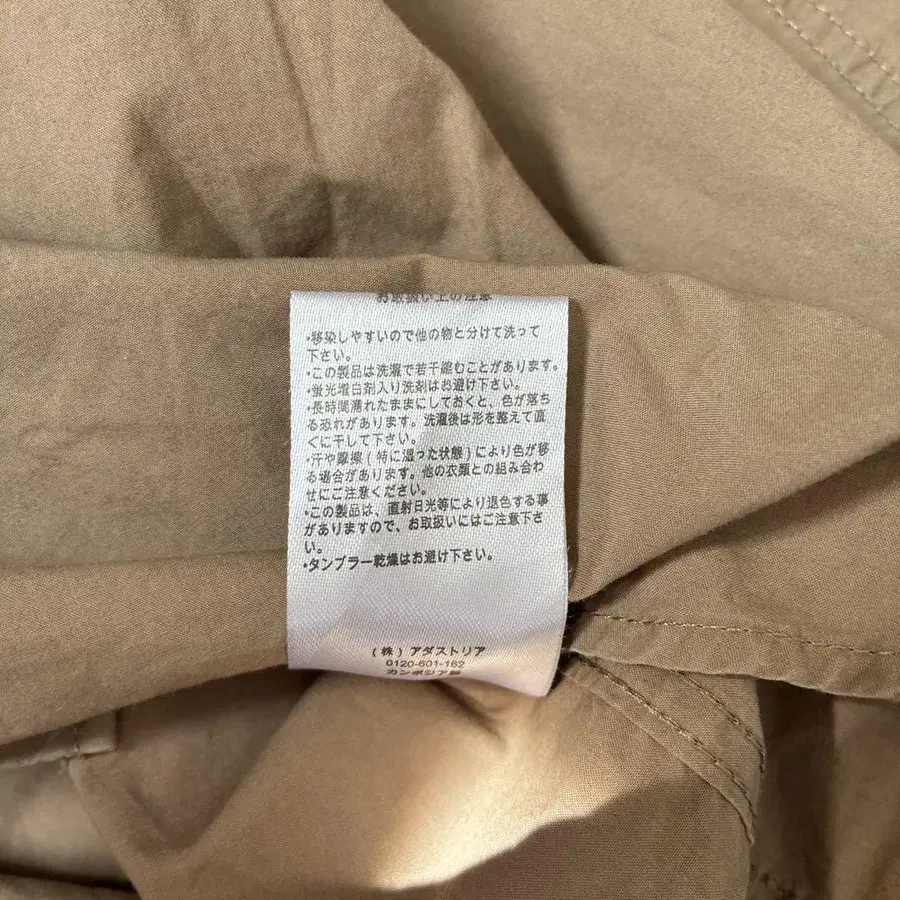 お取扱い上の注意
・移染しやすいので他の物と分けて洗って
下さい。
・この製品は洗濯で若干縮むことがあります。
・蛍光増白剤入り洗剤はお避け下さい。
・長時間濡れたままにしておくと、色が落ち
る恐れがあります。洗濯後は形を整えて直
ぐに干して下さい。
・汗や摩擦(特に湿った状態)により色が移
る場合があります。他の衣類との組み合わ
せにご注意ください。
・この製品は、直射日光等により退色する事
がありますので、お取扱いにはご注意下さ
い。
・タンブラー乾燥はお避け下さい。
(株)アダストリア
0120-601-162
カンボジア製